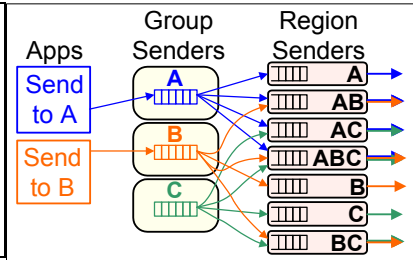 Apps
Group
Senders
Region
Senders
Send
to A
Send
to B
A
B
C
A
AB
AC
ABC
B
C
BC